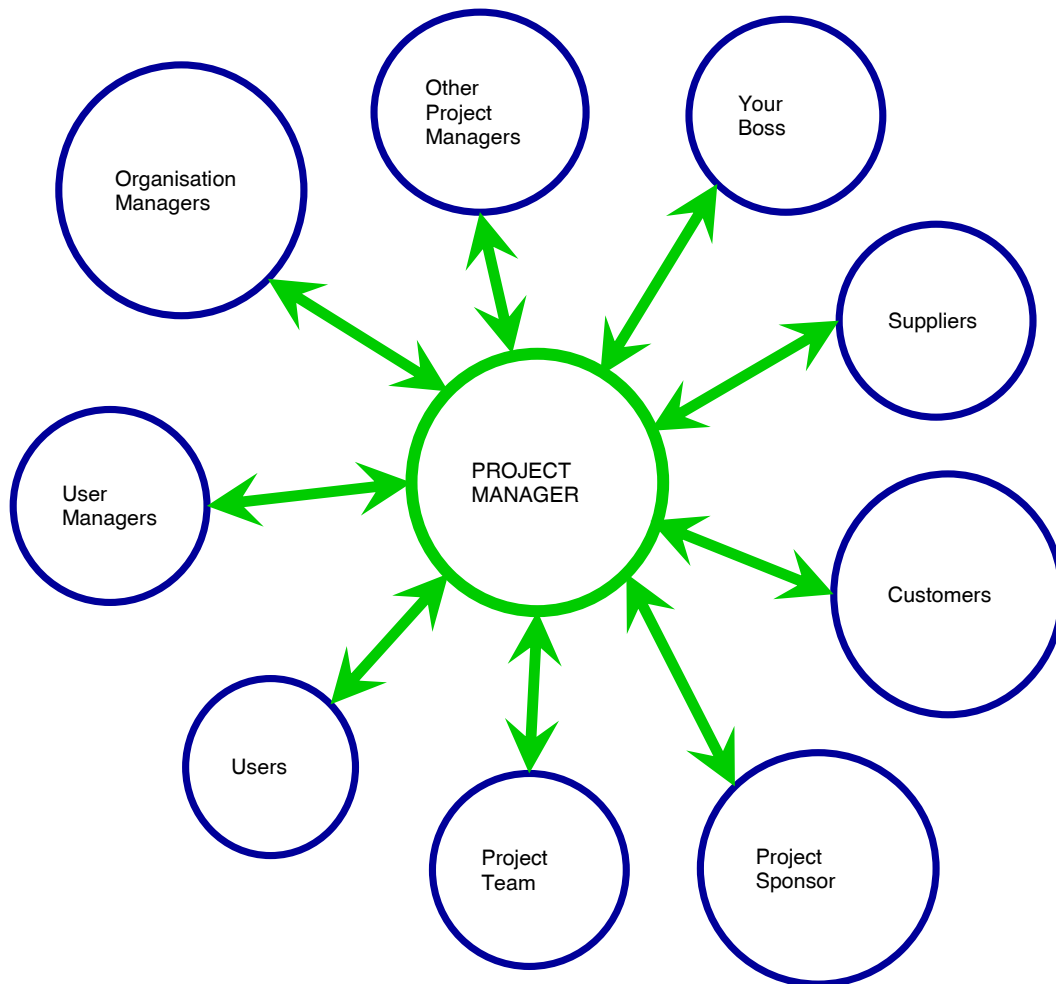 Other
Project
Managers
Your
Boss
Organisation
Managers
Suppliers
PROJECT
MANAGER
User
Managers
Customers
Users
Project
Team
Project
Sponsor